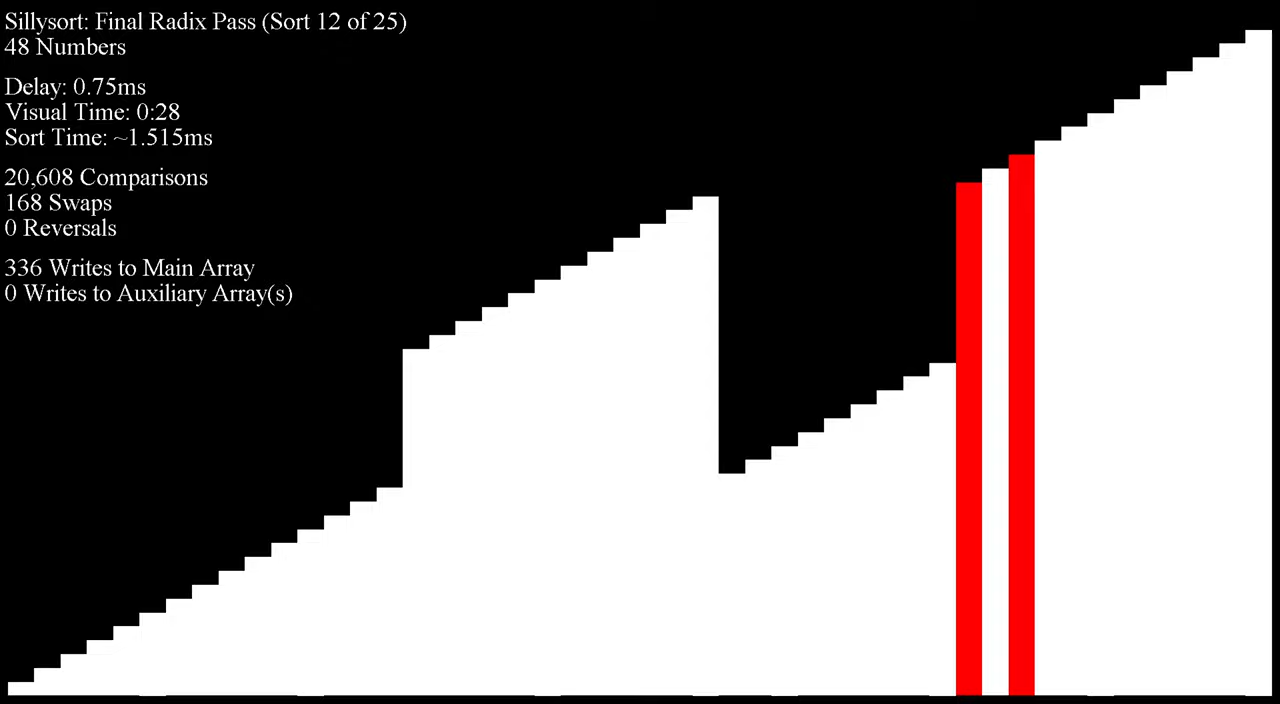 Sillysort: Final Radix Pass (Sort 12 of 25)
48 Numbers
Delay: 0.75ms
Visual Time: 0:28
Sort Time: ~1.515ms
20,608 Comparisons
168 Swaps
0 Reversals
336 Writes to Main Array
0 Writes to Auxiliary Array(s)